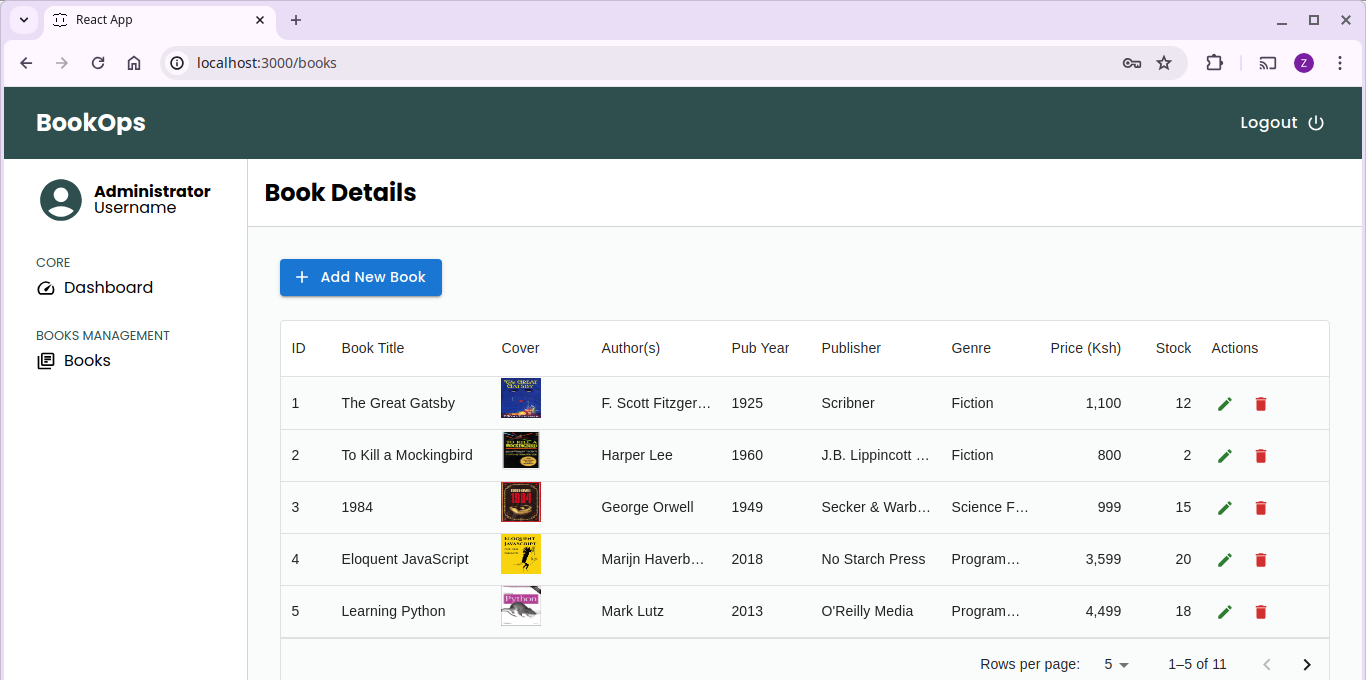 React App
localhost:3000/books
Z
BookOps
Logout
Administrator
Username
Book Details
CORE
Dashboard
BOOKS MANAGEMENT
Books
Add New Book
ID Book Title Cover Author(s) Pub Year Publisher Genre Price (Ksh) Stock Actions
1 The Great Gatsby F. Scott Fitzger… 1925 Scribner Fiction 1,100 12
2 To Kill a Mockingbird Harper Lee 1960 J.B. Lippincott … Fiction 800 2
3 1984 George Orwell 1949 Secker & Warb… Science F… 999 15
4 Eloquent JavaScript Marijn Haverb… 2018 No Starch Press Program… 3,599 20
5 Learning Python Mark Lutz 2013 O'Reilly Media Program… 4,499 18
Rows per page: 5 1–5 of 11